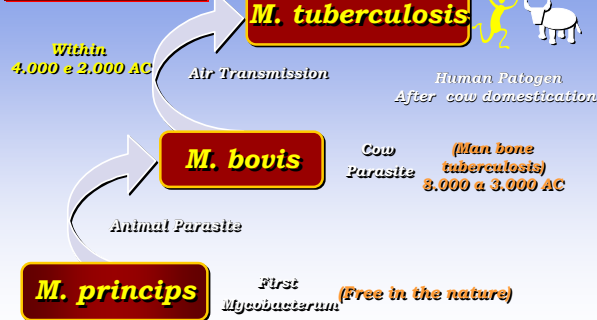 M. tuberculosis
Within
4.000 e 2.000 AC
Air Transmission
Human Patogen
After cow domestication
M. bovis
Cow
Parasite
(Man bone
tuberculosis)
8.000 a 3.000 AC
Animal Parasite
M. princips
First
Mycobacterum
(Free in the nature)